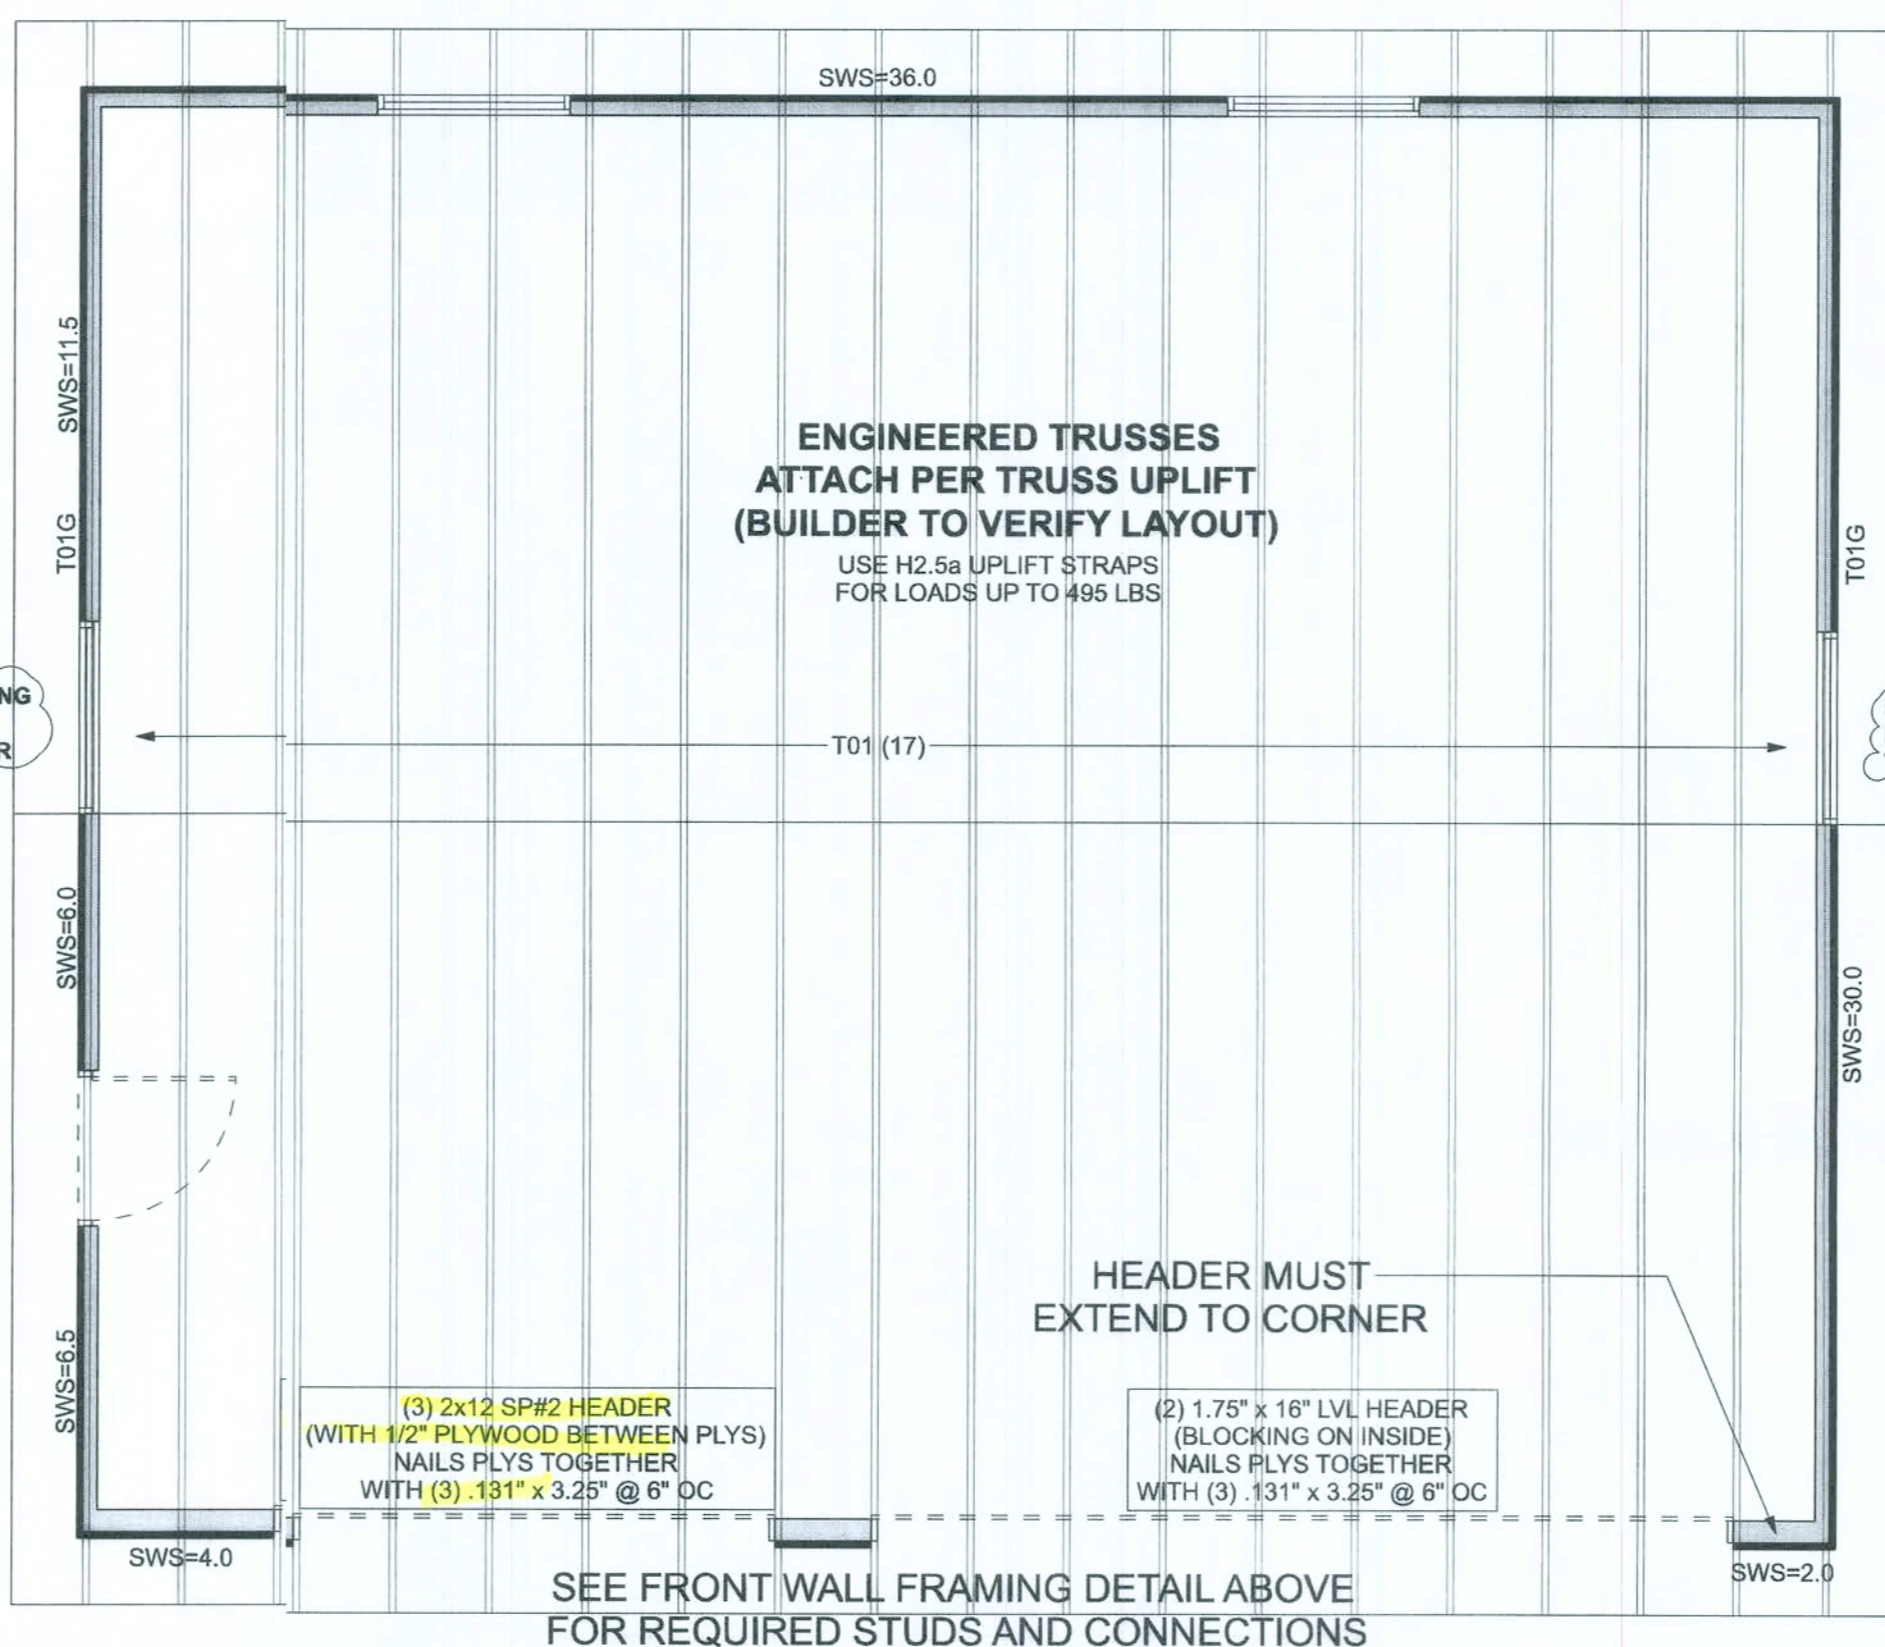 SWS=36.0
SWS=11.5
T01G
ENGINEERED TRUSSES
ATTACH PER TRUSS UPLIFT
(BUILDER TO VERIFY LAYOUT)
USE H2.5a UPLIFT STRAPS
FOR LOADS UP TO 495 LBS
T01G
NG
R
T01 (17)
SWS=6.0
SWS=30.0
HEADER MUST
EXTEND TO CORNER
SWS=6.5
(3) 2x12 SP#2 HEADER
(WITH 1/2" PLYWOOD BETWEEN PLYS)
NAILS PLYS TOGETHER
WITH (3) .131" x 3.25" @ 6" OC
(2) 1.75" x 16" LVL HEADER
(BLOCKING ON INSIDE)
NAILS PLYS TOGETHER
WITH (3) .131" x 3.25" @ 6" OC
SWS=4.0
SWS=2.0
SEE FRONT WALL FRAMING DETAIL ABOVE
FOR REQUIRED STUDS AND CONNECTIONS